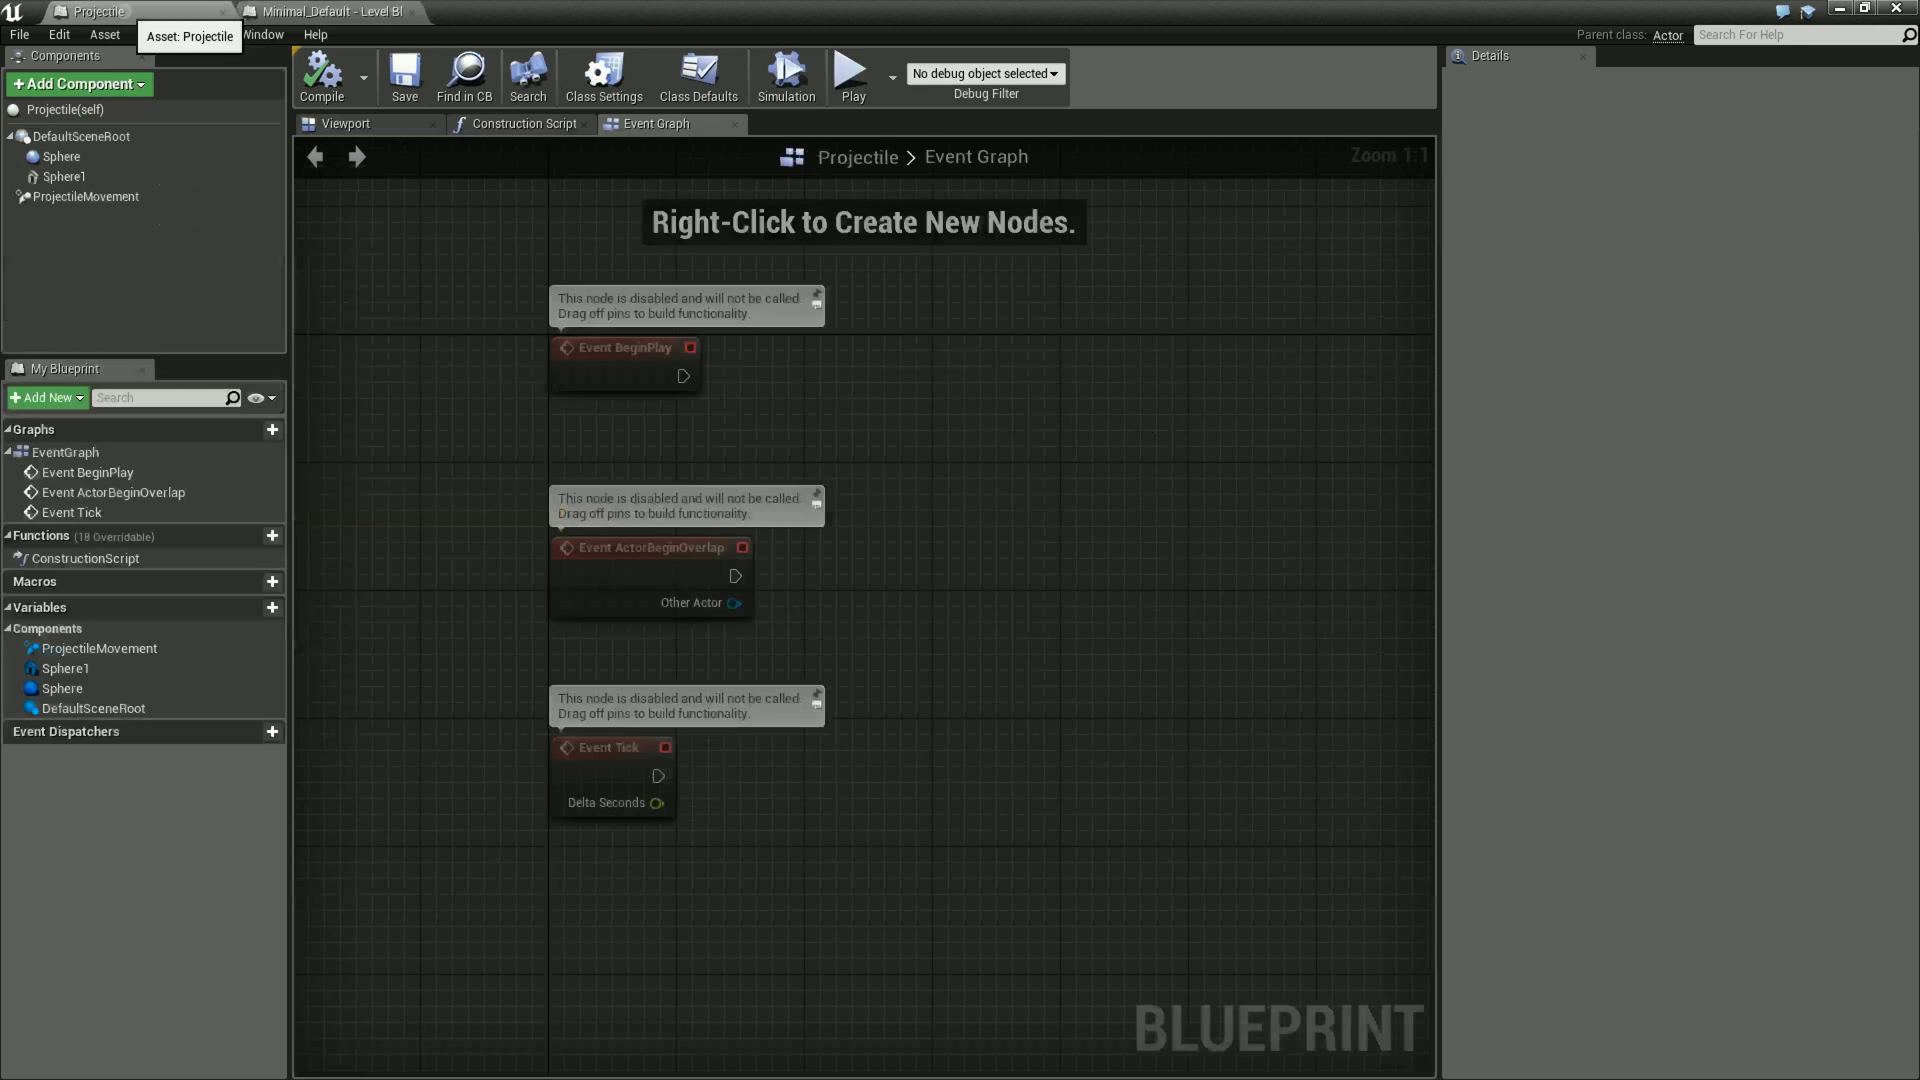 Projectile
Minimal_Default - Level Bl
File Edit Asset Window Help
Asset: Projectile
Parent class: Actor
Search For Help
Components
+ Add Component
Projectile(self)
DefaultSceneRoot
Sphere
Sphere1
ProjectileMovement
Compile
Save
Find in CB
Search
Class Settings
Class Defaults
Simulation
Play
No debug object selected
Debug Filter
Details
Viewport
Construction Script
Event Graph
Projectile > Event Graph
Zoom 1:1
Right-Click to Create New Nodes.
This node is disabled and will not be called.
Drag off pins to build functionality.
Event BeginPlay
This node is disabled and will not be called.
Drag off pins to build functionality.
Event ActorBeginOverlap
Other Actor
This node is disabled and will not be called.
Drag off pins to build functionality.
Event Tick
Delta Seconds
BLUEPRINT
My Blueprint
+ Add New
Search
Graphs
EventGraph
Event BeginPlay
Event ActorBeginOverlap
Event Tick
Functions (18 Overridable)
ConstructionScript
Macros
Variables
Components
ProjectileMovement
Sphere1
Sphere
DefaultSceneRoot
Event Dispatchers